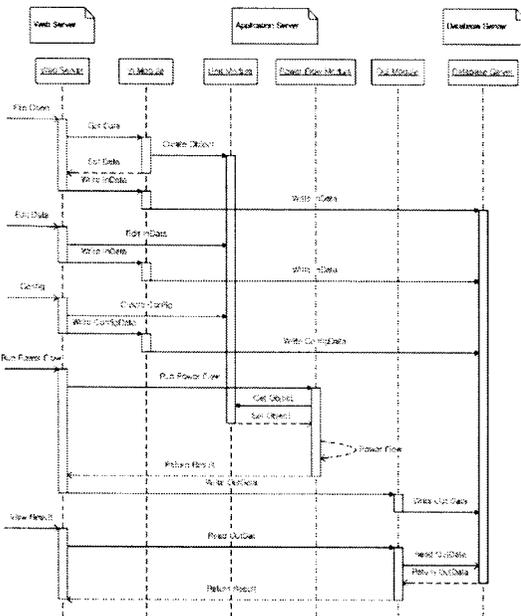 Web Server
Application Server
Database Server
Web Server
In Module
Unit Module
Power Flow Module
Out Module
Database Server
File Open
Get Data
Create Object
Set Data
Write InData
Write InData
Edit Data
Edit InData
Write InData
Write InData
Config
Create Config
Write ConfigData
Write ConfigData
Run Power Flow
Run Power Flow
Get Object
Set Object
Power Flow
Return Result
Write OutData
Write Out Data
View Result
Read OutData
Read OutData
Return OutData
Return Result